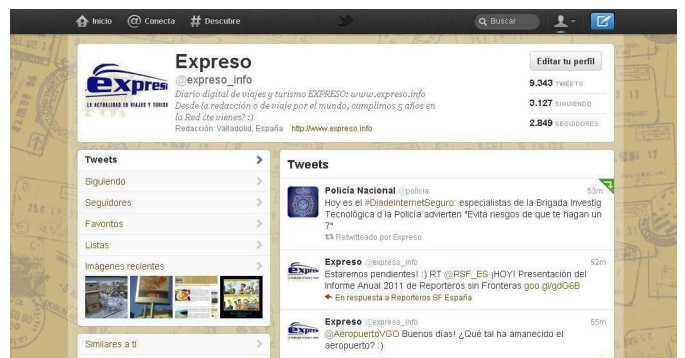 Inicio @ Conecta # Descubre Buscar
Expreso
@expreso_info
Diario digital de viajes y turismo EXPRESO: www.expreso.info
Desde la redacción o de viaje por el mundo, cumplimos 5 años en
la Red ¿te vienes? :)
Redacción: Valladolid, España http://www.expreso.info
expreso
LA ACTUALIDAD EN VIAJES Y TURISM
Editar tu perfil
9.343 TWEETS
3.127 SIGUIENDO
2.849 SEGUIDORES
Tweets
Siguiendo
Seguidores
Favoritos
Listas
Imágenes recientes
Similares a ti
Tweets
Policía Nacional @policia 53m
Hoy es el #DiadeInternetSeguro: especialistas de la Brigada Investig
Tecnológica d la Policía advierten "Evita riesgos de que te hagan un
7"
Retwitteado por Expreso
Expreso @expreso_info 52m
Estaremos pendientes! :) RT @RSF_ES ¡HOY! Presentación del
Informe Anual 2011 de Reporteros sin Fronteras goo.gl/gdG6B
En respuesta a Reporteros SF España
Expreso @expreso_info 55m
@AeropuertoVGO Buenos días! ¿Qué tal ha amanecido el
aeropuerto? :)